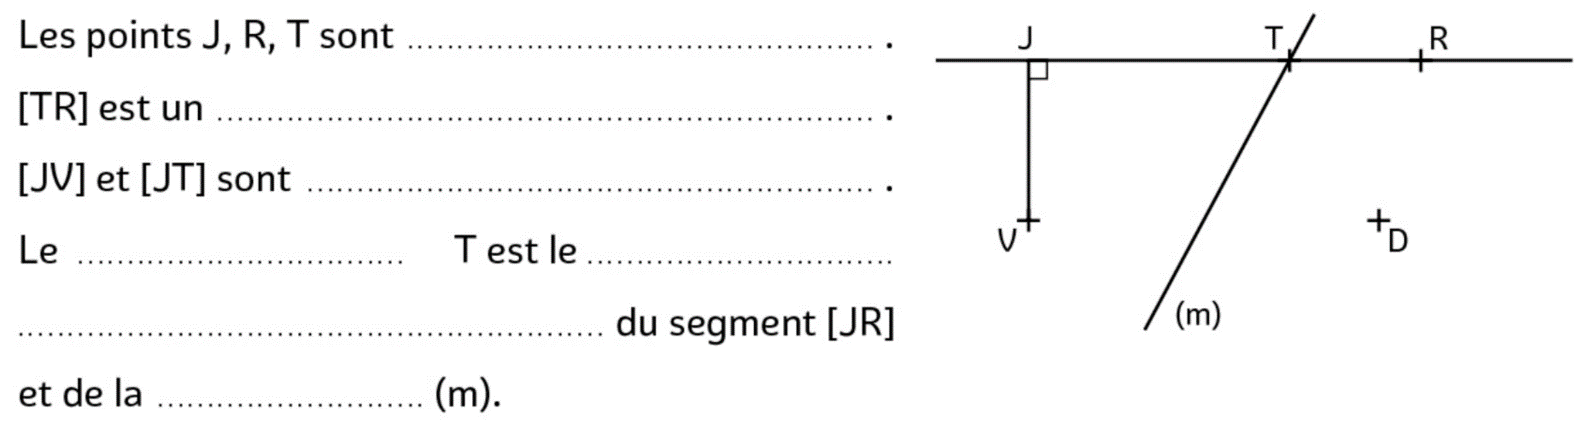 Les points J, R, T sont .............................................. .
[TR] est un .................................................................. .
[JV] et [JT] sont ........................................................ .
Le ................................. T est le ..............................
........................................................... du segment [JR]
et de la ........................... (m).
J
T
R
V
D
(m)